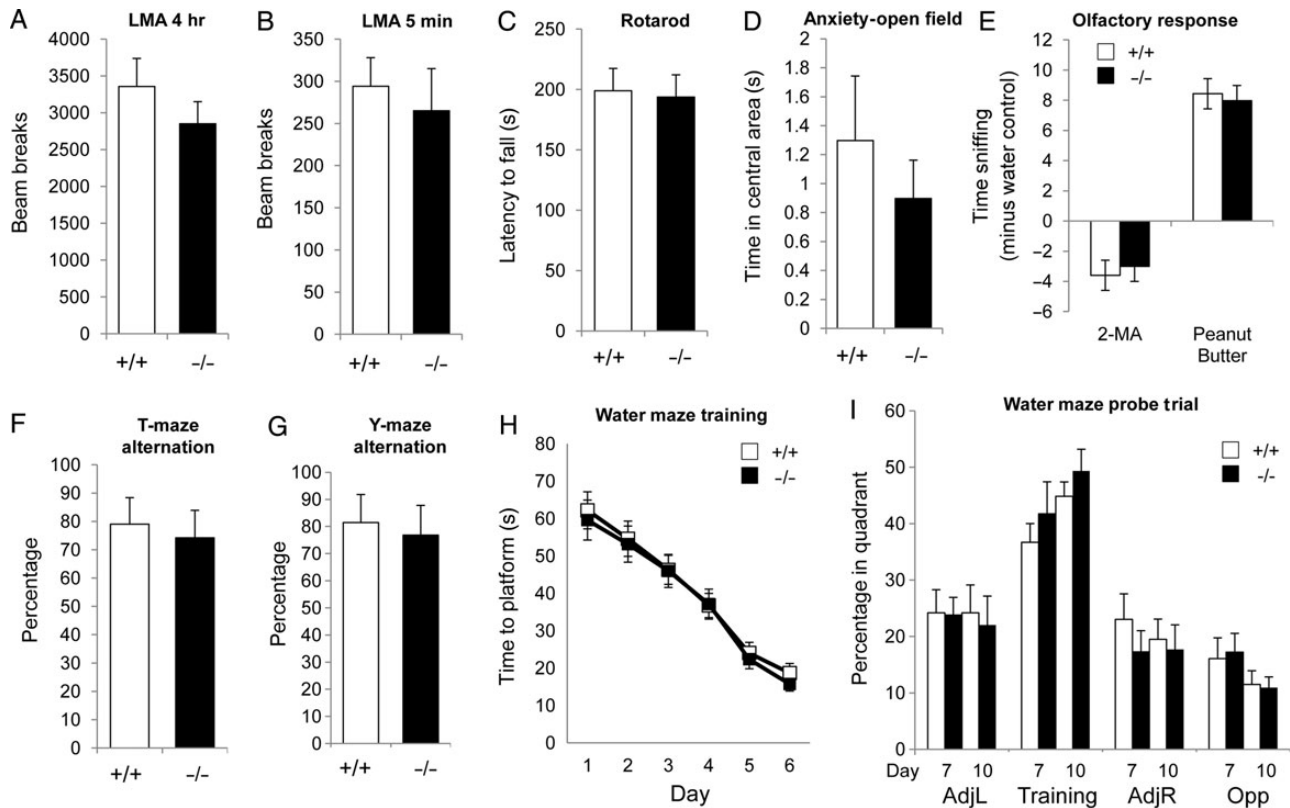 A
LMA 4 hr
Beam breaks
4000
3500
3000
2500
2000
1500
1000
500
0
+/+
–/–
B
LMA 5 min
Beam breaks
350
300
250
200
150
100
50
0
+/+
–/–
C
Rotarod
Latency to fall (s)
250
200
150
100
50
0
+/+
–/–
D
Anxiety-open field
Time in central area (s)
2
1.8
1.6
1.4
1.2
1
0.8
0.6
0.4
0.2
0
+/+
–/–
E
Olfactory response
Time sniffing
(minus water control)
12
10
8
6
4
2
0
–2
–4
–6
+/+
–/–
2-MA
Peanut
Butter
F
T-maze
alternation
Percentage
100
90
80
70
60
50
40
30
20
10
0
+/+
–/–
G
Y-maze
alternation
Percentage
100
90
80
70
60
50
40
30
20
10
0
+/+
–/–
H
Water maze training
Time to platform (s)
80
70
60
50
40
30
20
10
0
+/+
–/–
1 2 3 4 5 6
Day
I
Water maze probe trial
Percentage in quadrant
60
50
40
30
20
10
0
+/+
-/-
Day 7 10 7 10 7 10 7 10
AdjL Training AdjR Opp